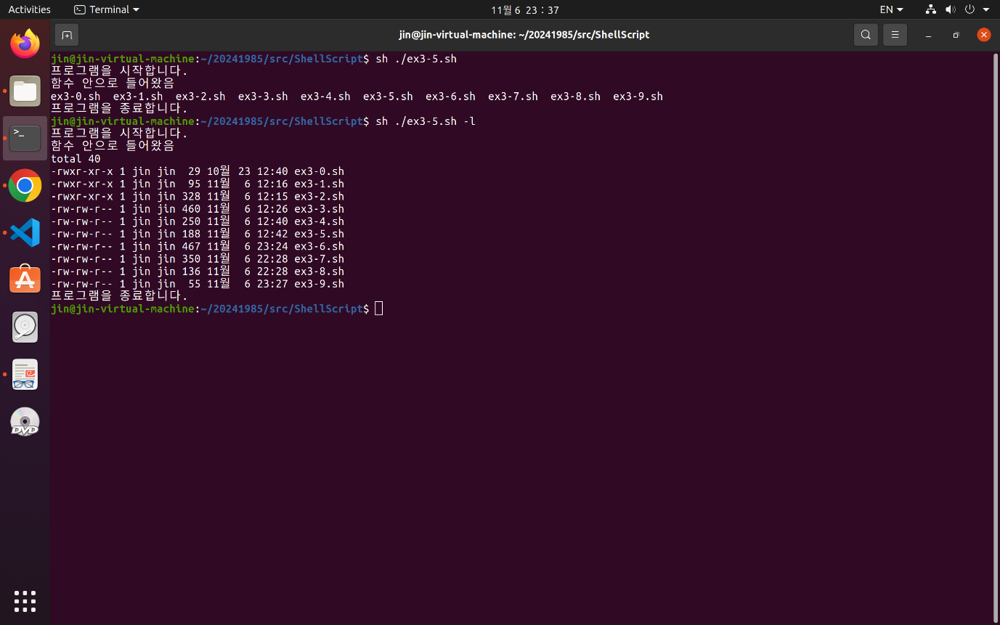 Activities Terminal 11월 6 23 : 37 EN
jin@jin-virtual-machine: ~/20241985/src/ShellScript
jin@jin-virtual-machine:~/20241985/src/ShellScript$ sh ./ex3-5.sh
프로그램을 시작합니다.
함수 안으로 들어왔음
ex3-0.sh ex3-1.sh ex3-2.sh ex3-3.sh ex3-4.sh ex3-5.sh ex3-6.sh ex3-7.sh ex3-8.sh ex3-9.sh
프로그램을 종료합니다.
jin@jin-virtual-machine:~/20241985/src/ShellScript$ sh ./ex3-5.sh -l
프로그램을 시작합니다.
함수 안으로 들어왔음
total 40
-rwxr-xr-x 1 jin jin  29 10월 23 12:40 ex3-0.sh
-rwxr-xr-x 1 jin jin  95 11월  6 12:16 ex3-1.sh
-rwxr-xr-x 1 jin jin 328 11월  6 12:15 ex3-2.sh
-rw-rw-r-- 1 jin jin 460 11월  6 12:26 ex3-3.sh
-rw-rw-r-- 1 jin jin 250 11월  6 12:40 ex3-4.sh
-rw-rw-r-- 1 jin jin 188 11월  6 12:42 ex3-5.sh
-rw-rw-r-- 1 jin jin 467 11월  6 23:24 ex3-6.sh
-rw-rw-r-- 1 jin jin 350 11월  6 22:28 ex3-7.sh
-rw-rw-r-- 1 jin jin 136 11월  6 22:28 ex3-8.sh
-rw-rw-r-- 1 jin jin  55 11월  6 23:27 ex3-9.sh
프로그램을 종료합니다.
jin@jin-virtual-machine:~/20241985/src/ShellScript$
>_
DVD